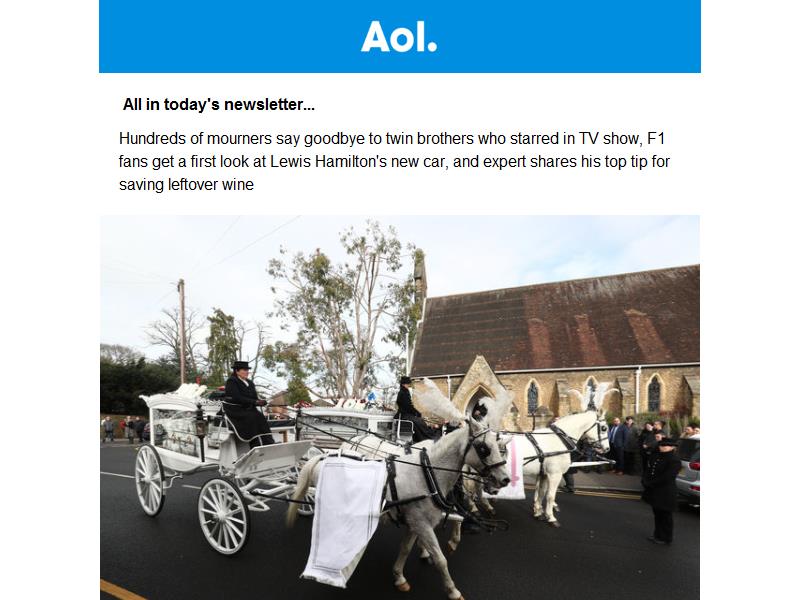 Aol.
All in today's newsletter...
Hundreds of mourners say goodbye to twin brothers who starred in TV show, F1
fans get a first look at Lewis Hamilton's new car, and expert shares his top tip for
saving leftover wine